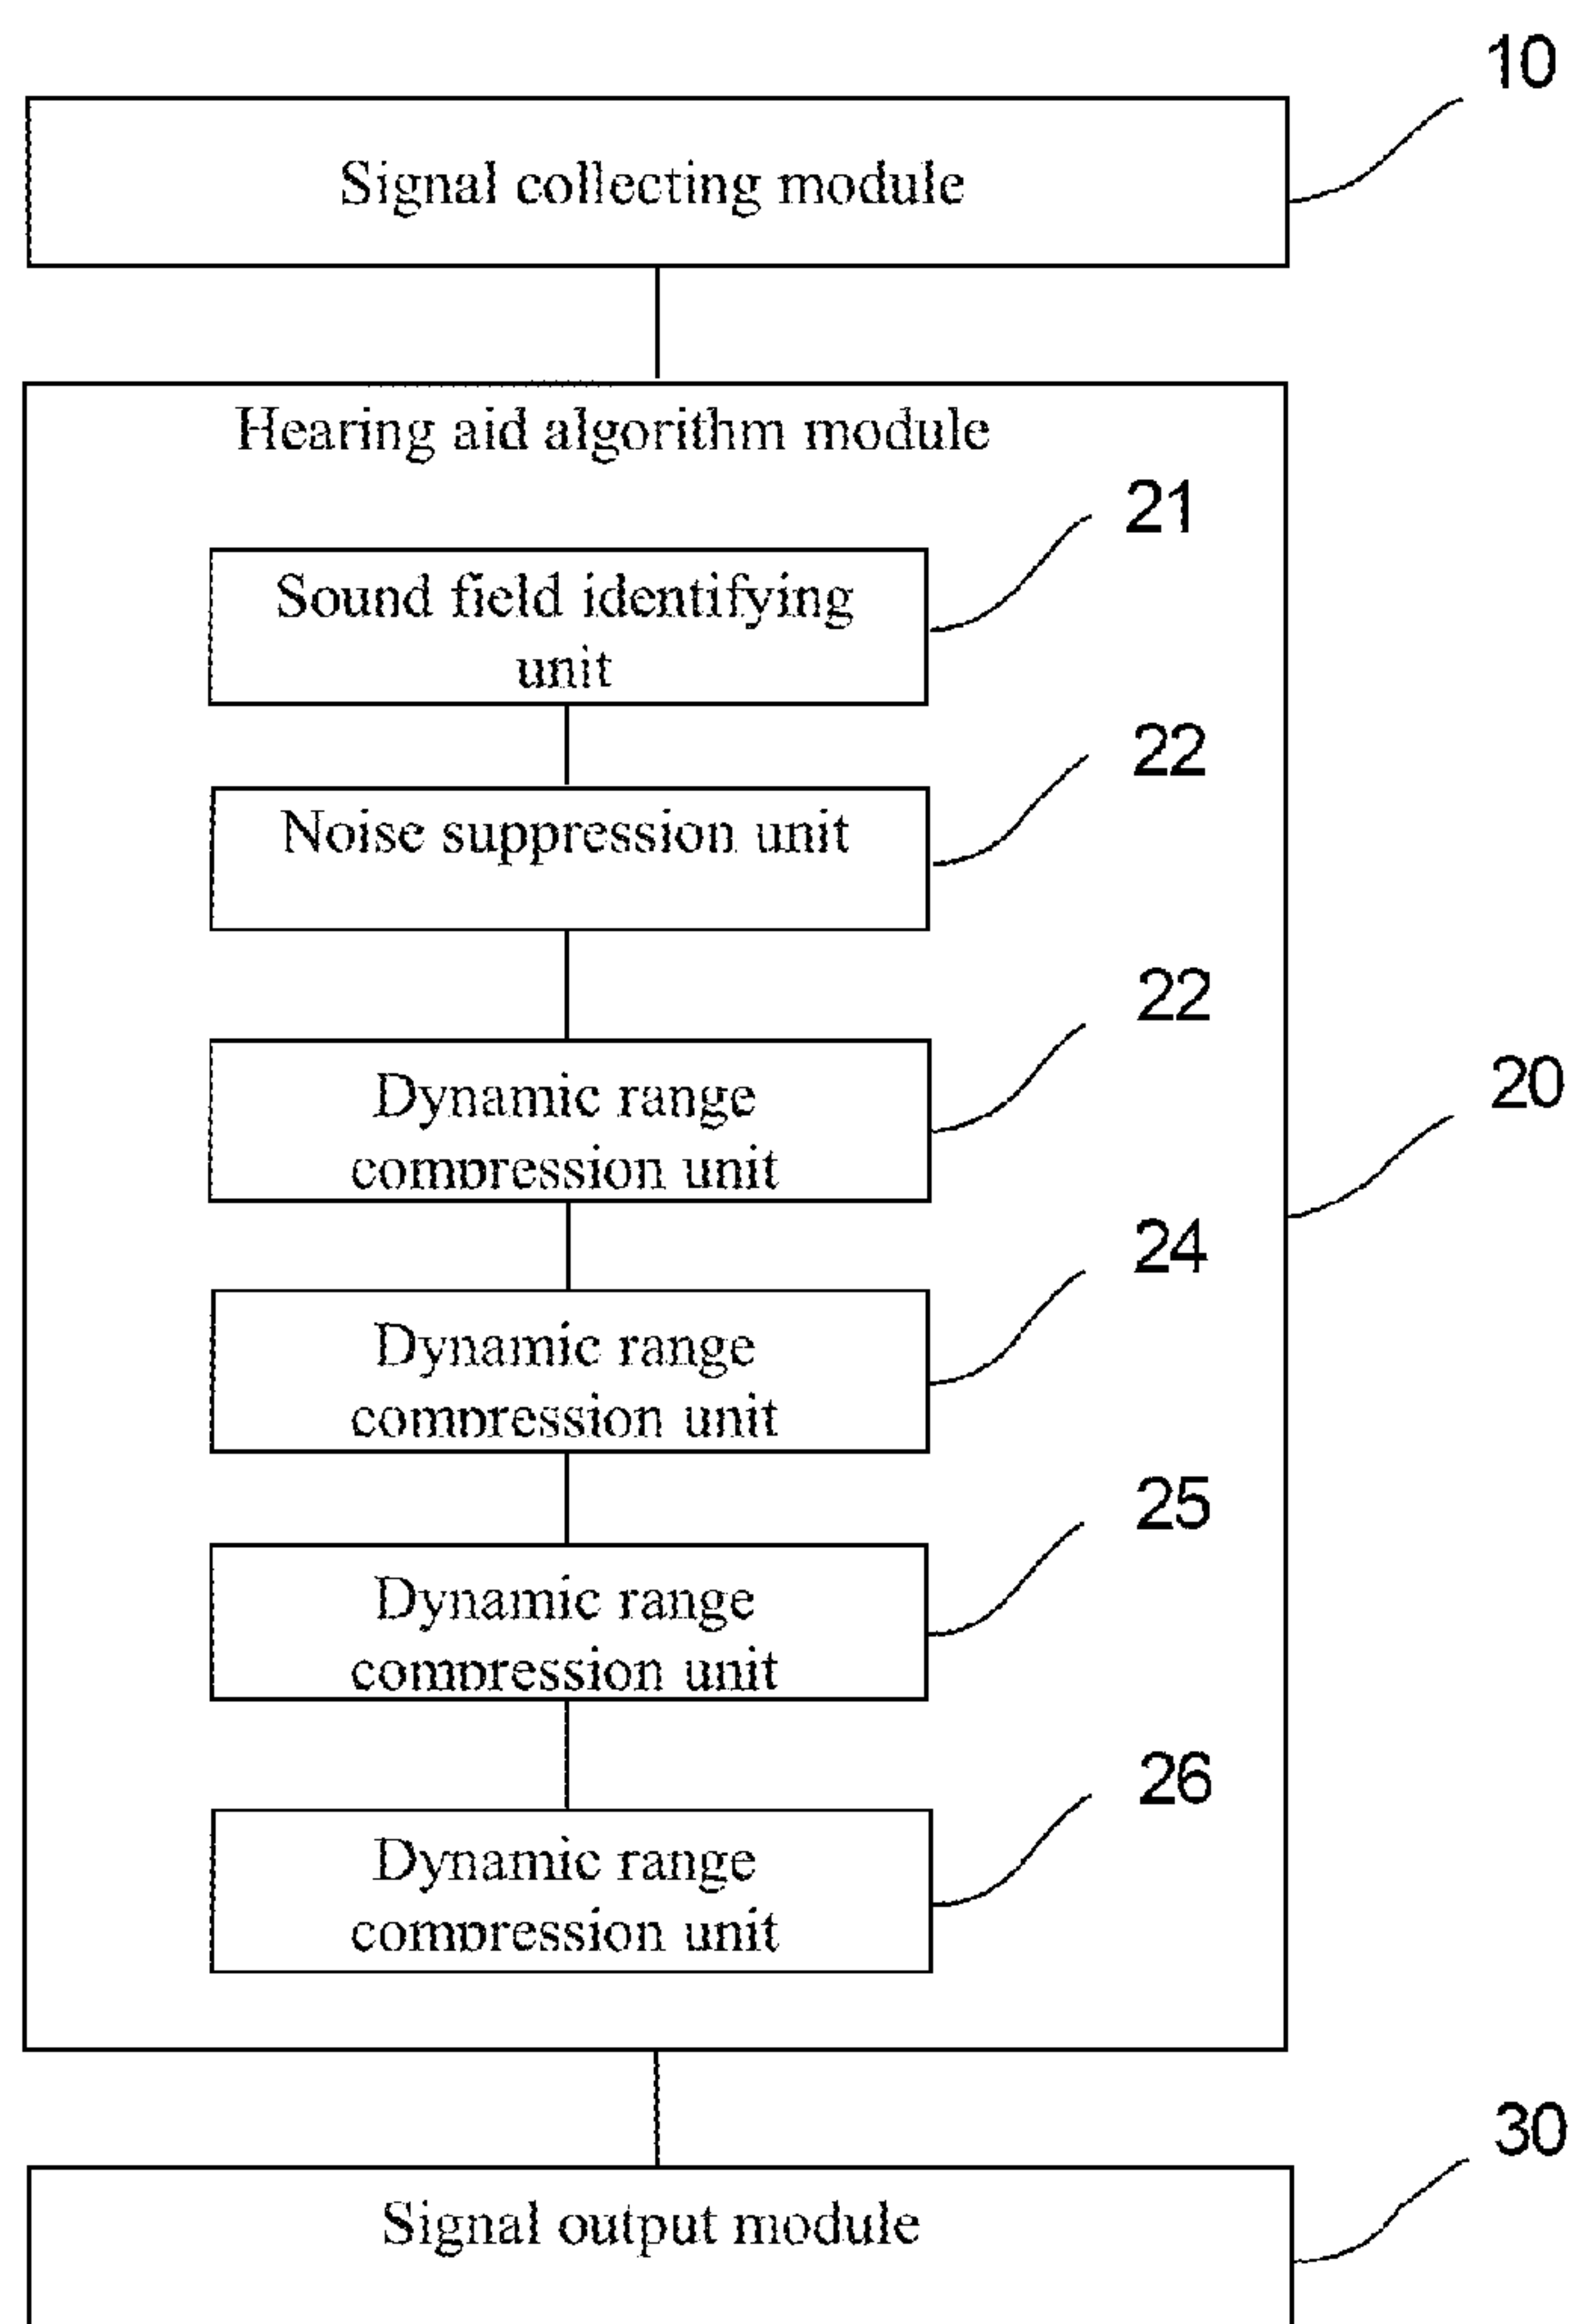 10
Signal collecting module
Hearing aid algorithm module
21
Sound field identifying
unit
22
Noise suppression unit
22
Dynamic range
compression unit
20
24
Dynamic range
compression unit
25
Dynamic range
compression unit
26
Dynamic range
compression unit
30
Signal output module